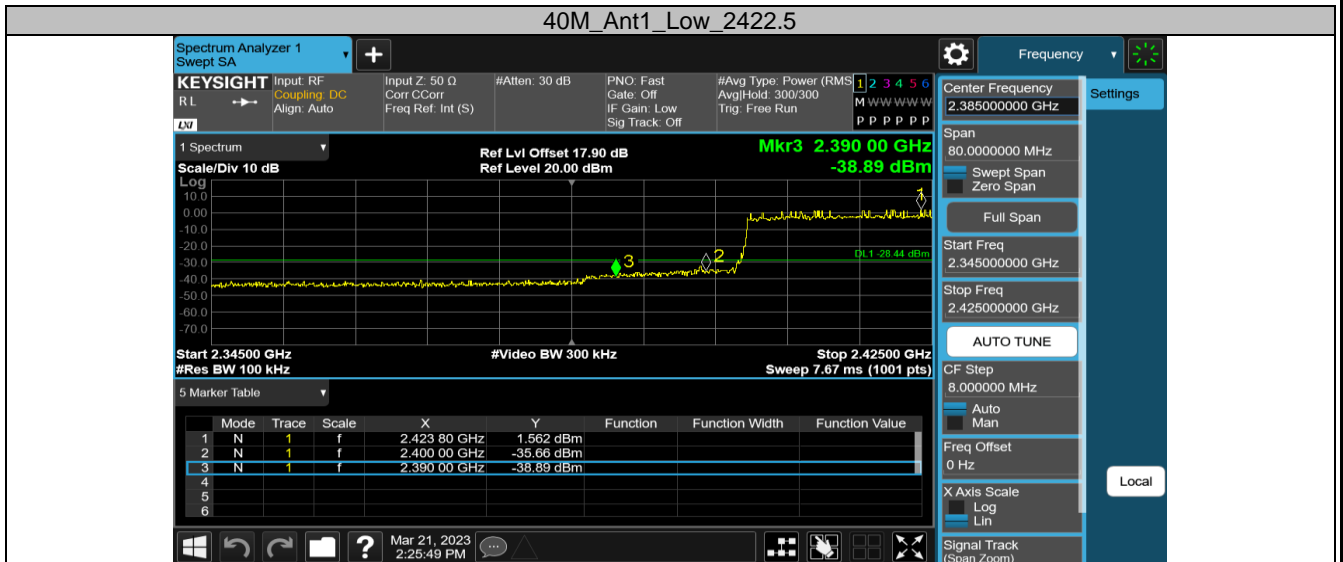 40M_Ant1_Low_2422.5
Spectrum Analyzer 1
Swept SA
+
Frequency
KEYSIGHT
R L
LXI
Input: RF
Coupling: DC
Align: Auto
Input Z: 50 Ω
Corr CCorr
Freq Ref: Int (S)
#Atten: 30 dB
PNO: Fast
Gate: Off
IF Gain: Low
Sig Track: Off
#Avg Type: Power (RMS
Avg|Hold: 300/300
Trig: Free Run
1 2 3 4 5 6
M W W W W W
P P P P P P
Center Frequency
2.385000000 GHz
Settings
1 Spectrum
Scale/Div 10 dB
Ref Lvl Offset 17.90 dB
Ref Level 20.00 dBm
Mkr3 2.390 00 GHz
-38.89 dBm
Log
10.0
0.00
-10.0
-20.0
-30.0
-40.0
-50.0
-60.0
-70.0
1
2
3
DL1 -28.44 dBm
Start 2.34500 GHz
#Res BW 100 kHz
#Video BW 300 kHz
Stop 2.42500 GHz
Sweep 7.67 ms (1001 pts)
Span
80.0000000 MHz
Swept Span
Zero Span
Full Span
Start Freq
2.345000000 GHz
Stop Freq
2.425000000 GHz
AUTO TUNE
CF Step
8.000000 MHz
Auto
Man
Freq Offset
0 Hz
X Axis Scale
Log
Lin
Signal Track
(Span Zoom)
Local
5 Marker Table
Mode Trace Scale X Y Function Function Width Function Value
1 N 1 f 2.423 80 GHz 1.562 dBm
2 N 1 f 2.400 00 GHz -35.66 dBm
3 N 1 f 2.390 00 GHz -38.89 dBm
4
5
6
?
Mar 21, 2023
2:25:49 PM